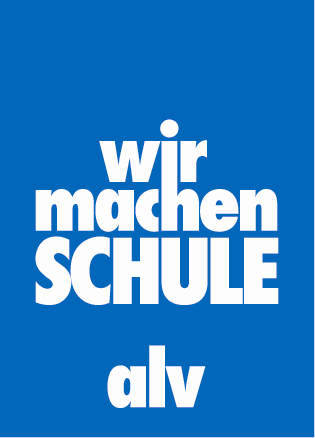 wir
machen
SCHULE
alv